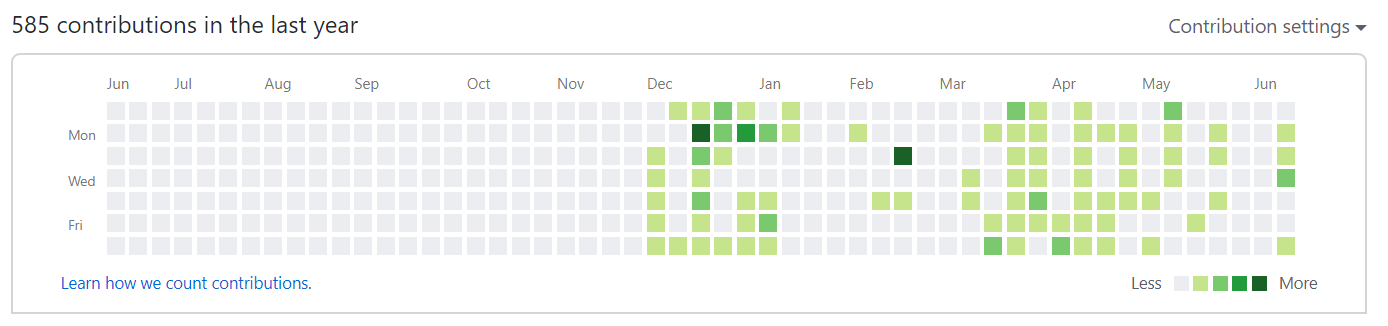 585 contributions in the last year
Contribution settings
Jun Jul Aug Sep Oct Nov Dec Jan Feb Mar Apr May Jun
Mon
Wed
Fri
Learn how we count contributions.
Less More